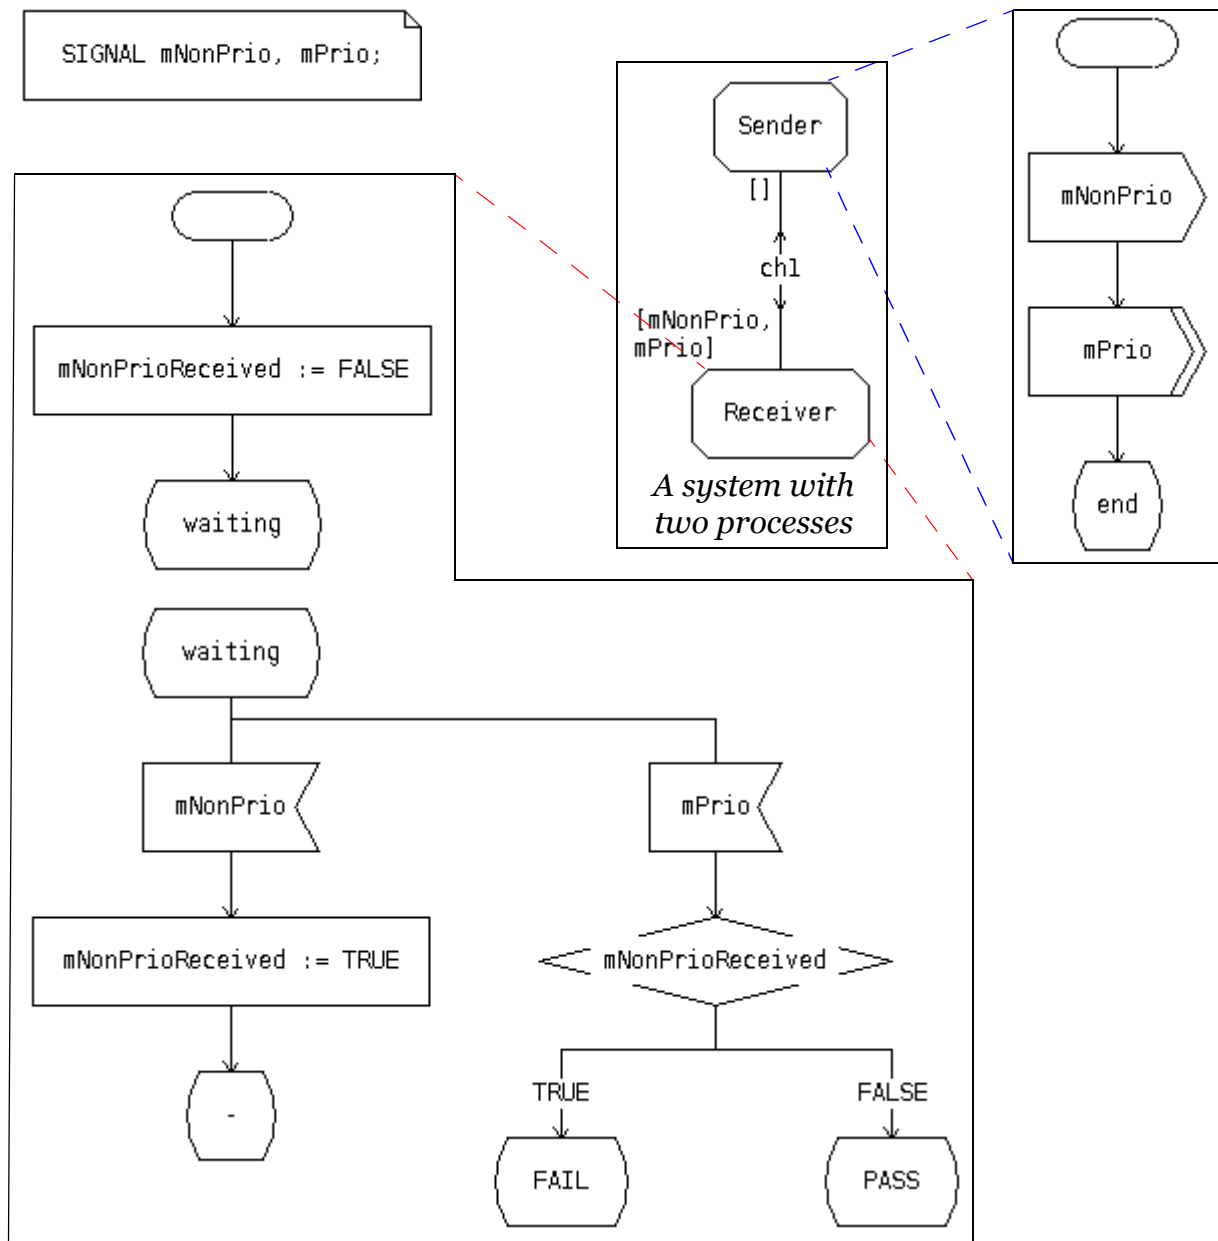 SIGNAL mNonPrio, mPrio;
Sender
[]
chl
[mNonPrio,
mPrio]
Receiver
A system with
two processes
mNonPrio
mPrio
end
mNonPrioReceived := FALSE
waiting
waiting
mNonPrio
mPrio
mNonPrioReceived := TRUE
mNonPrioReceived
-
TRUE
FALSE
FAIL
PASS